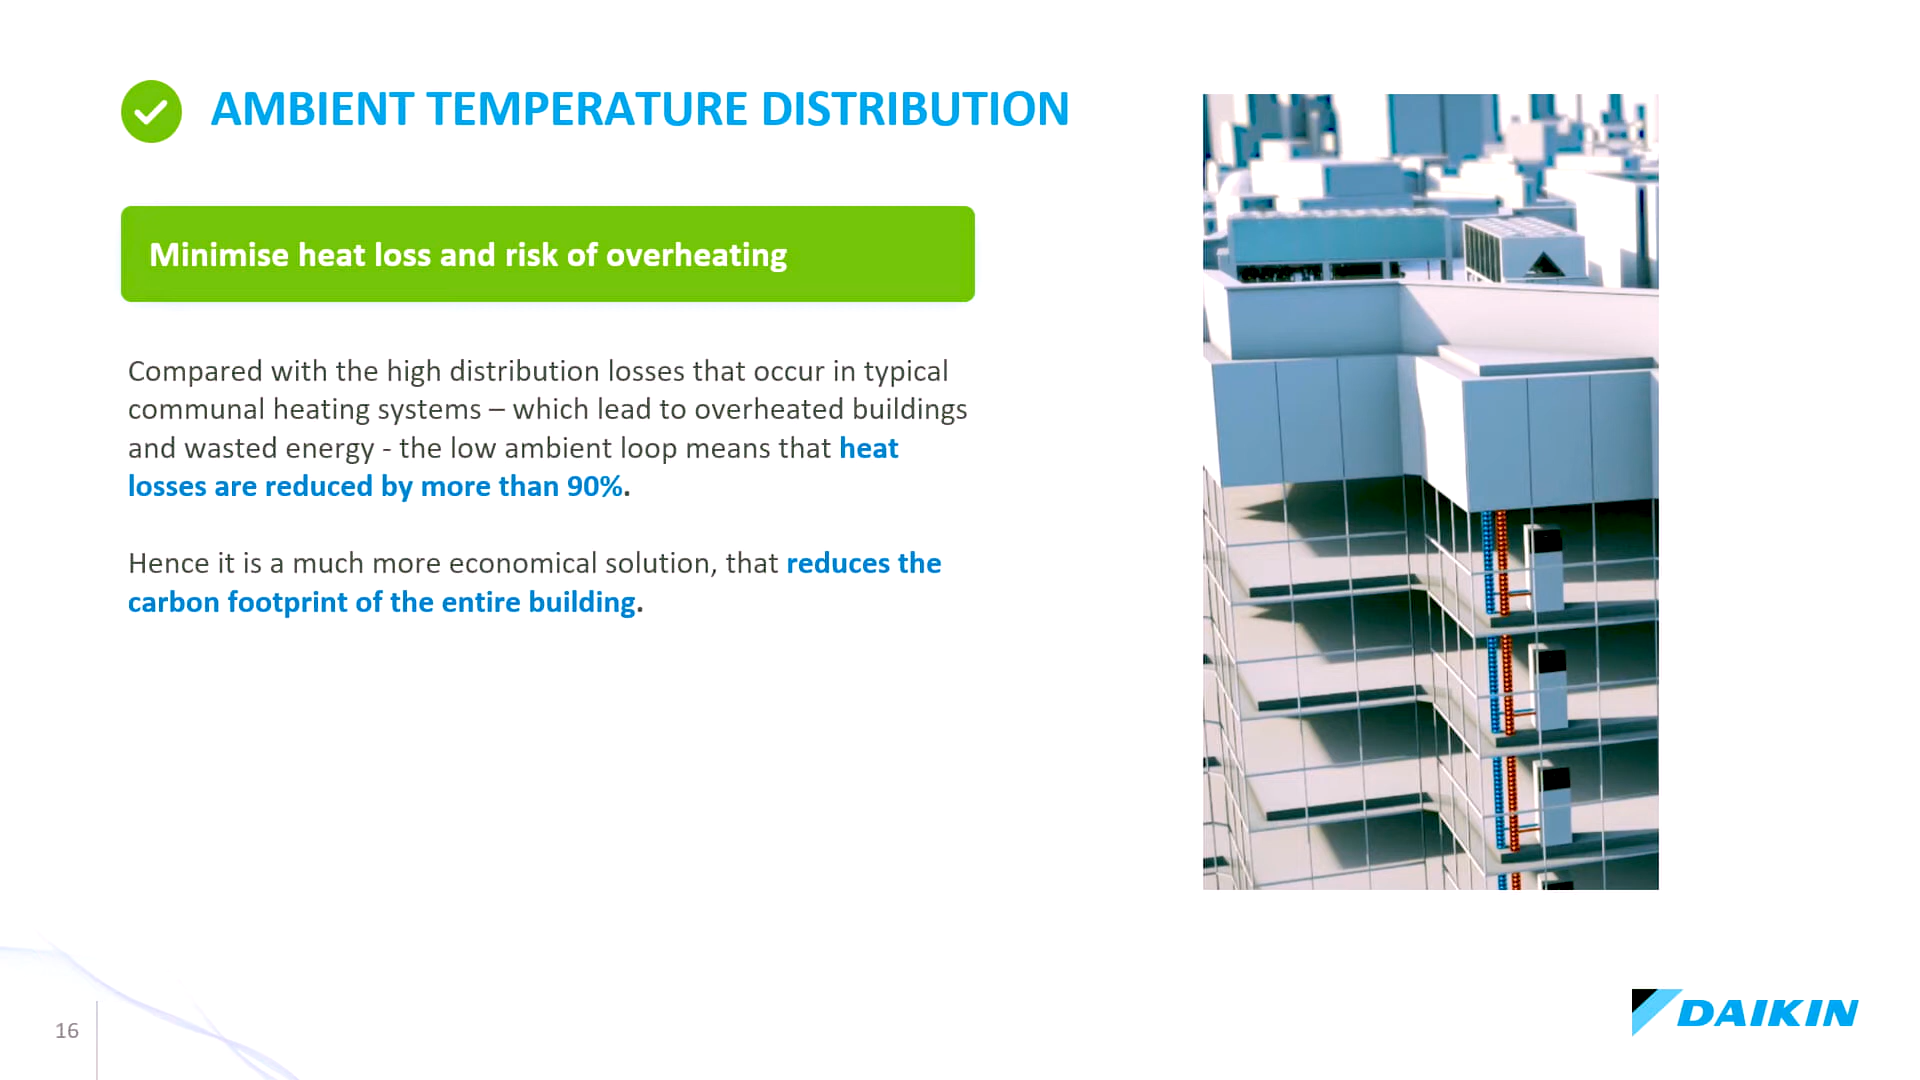 AMBIENT TEMPERATURE DISTRIBUTION
Minimise heat loss and risk of overheating
Compared with the high distribution losses that occur in typical
communal heating systems – which lead to overheated buildings
and wasted energy - the low ambient loop means that heat
losses are reduced by more than 90%.
Hence it is a much more economical solution, that reduces the
carbon footprint of the entire building.
16
DAIKIN